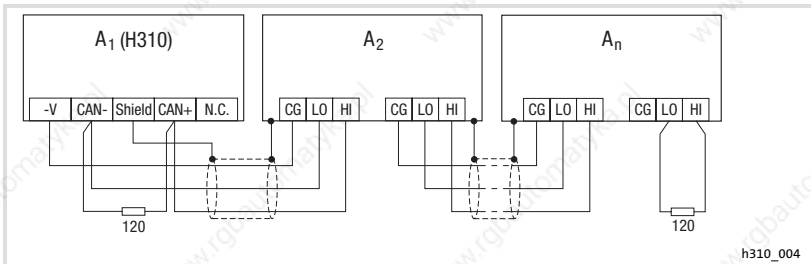 A1 (H310)
A2
An
-V CAN- Shield CAN+ N.C.
CG LO HI
CG LO HI
CG LO HI
CG LO HI
120
120
h310_004